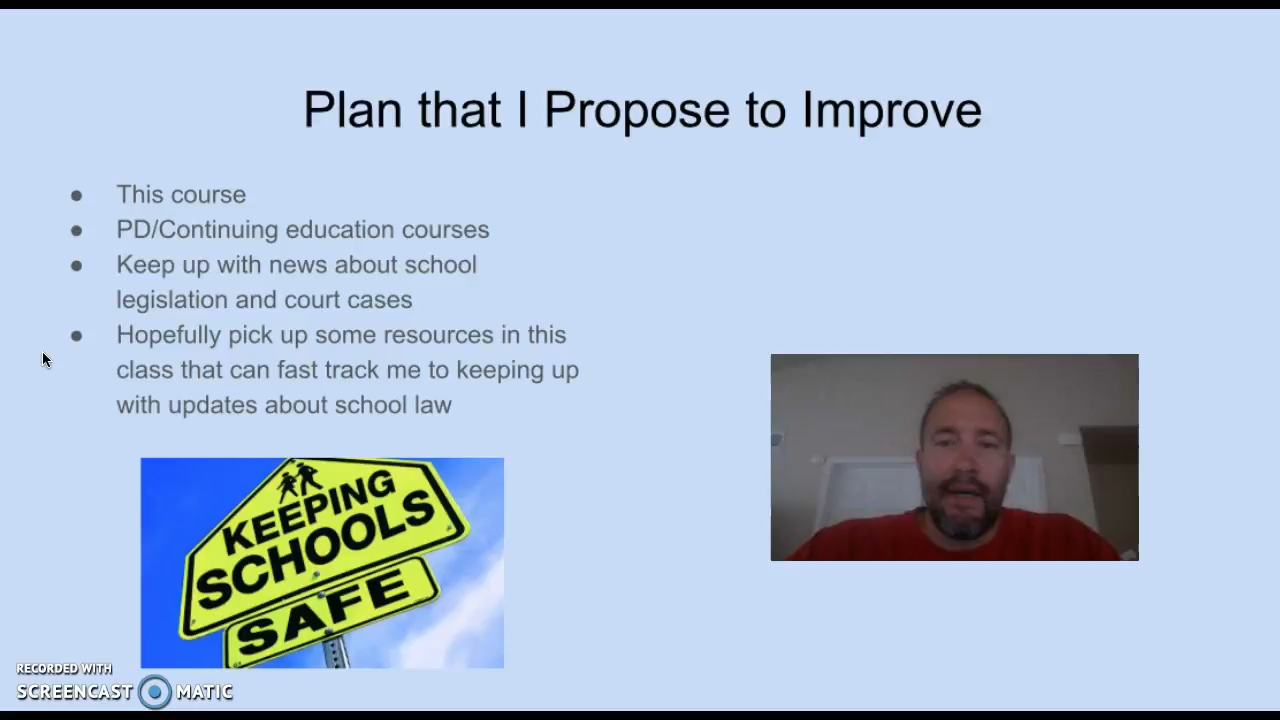 Plan that I Propose to Improve
● This course
● PD/Continuing education courses
● Keep up with news about school
legislation and court cases
● Hopefully pick up some resources in this
class that can fast track me to keeping up
with updates about school law
KEEPING
SCHOOLS
SAFE
RECORDED WITH
SCREENCAST MATIC